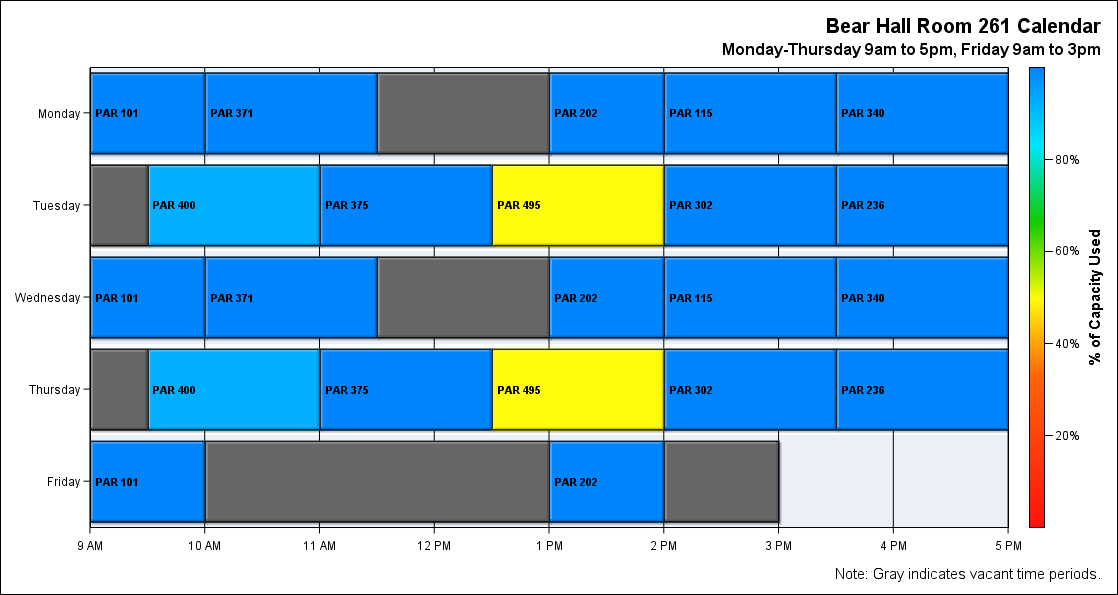 Bear Hall Room 261 Calendar
Monday-Thursday 9am to 5pm, Friday 9am to 3pm
Monday
PAR 101
PAR 371
PAR 202
PAR 115
PAR 340
Tuesday
PAR 400
PAR 375
PAR 495
PAR 302
PAR 236
Wednesday
PAR 101
PAR 371
PAR 202
PAR 115
PAR 340
Thursday
PAR 400
PAR 375
PAR 495
PAR 302
PAR 236
Friday
PAR 101
PAR 202
9 AM
10 AM
11 AM
12 PM
1 PM
2 PM
3 PM
4 PM
5 PM
80%
60%
40%
20%
% of Capacity Used
Note: Gray indicates vacant time periods.